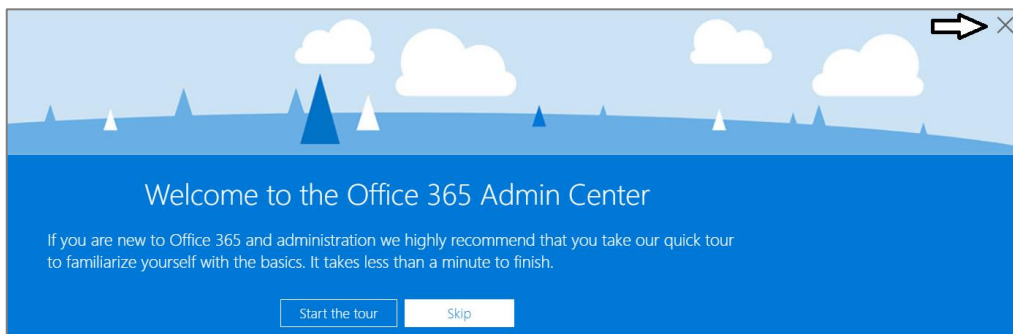 Welcome to the Office 365 Admin Center
If you are new to Office 365 and administration we highly recommend that you take our quick tour
to familiarize yourself with the basics. It takes less than a minute to finish.
Start the tour
Skip